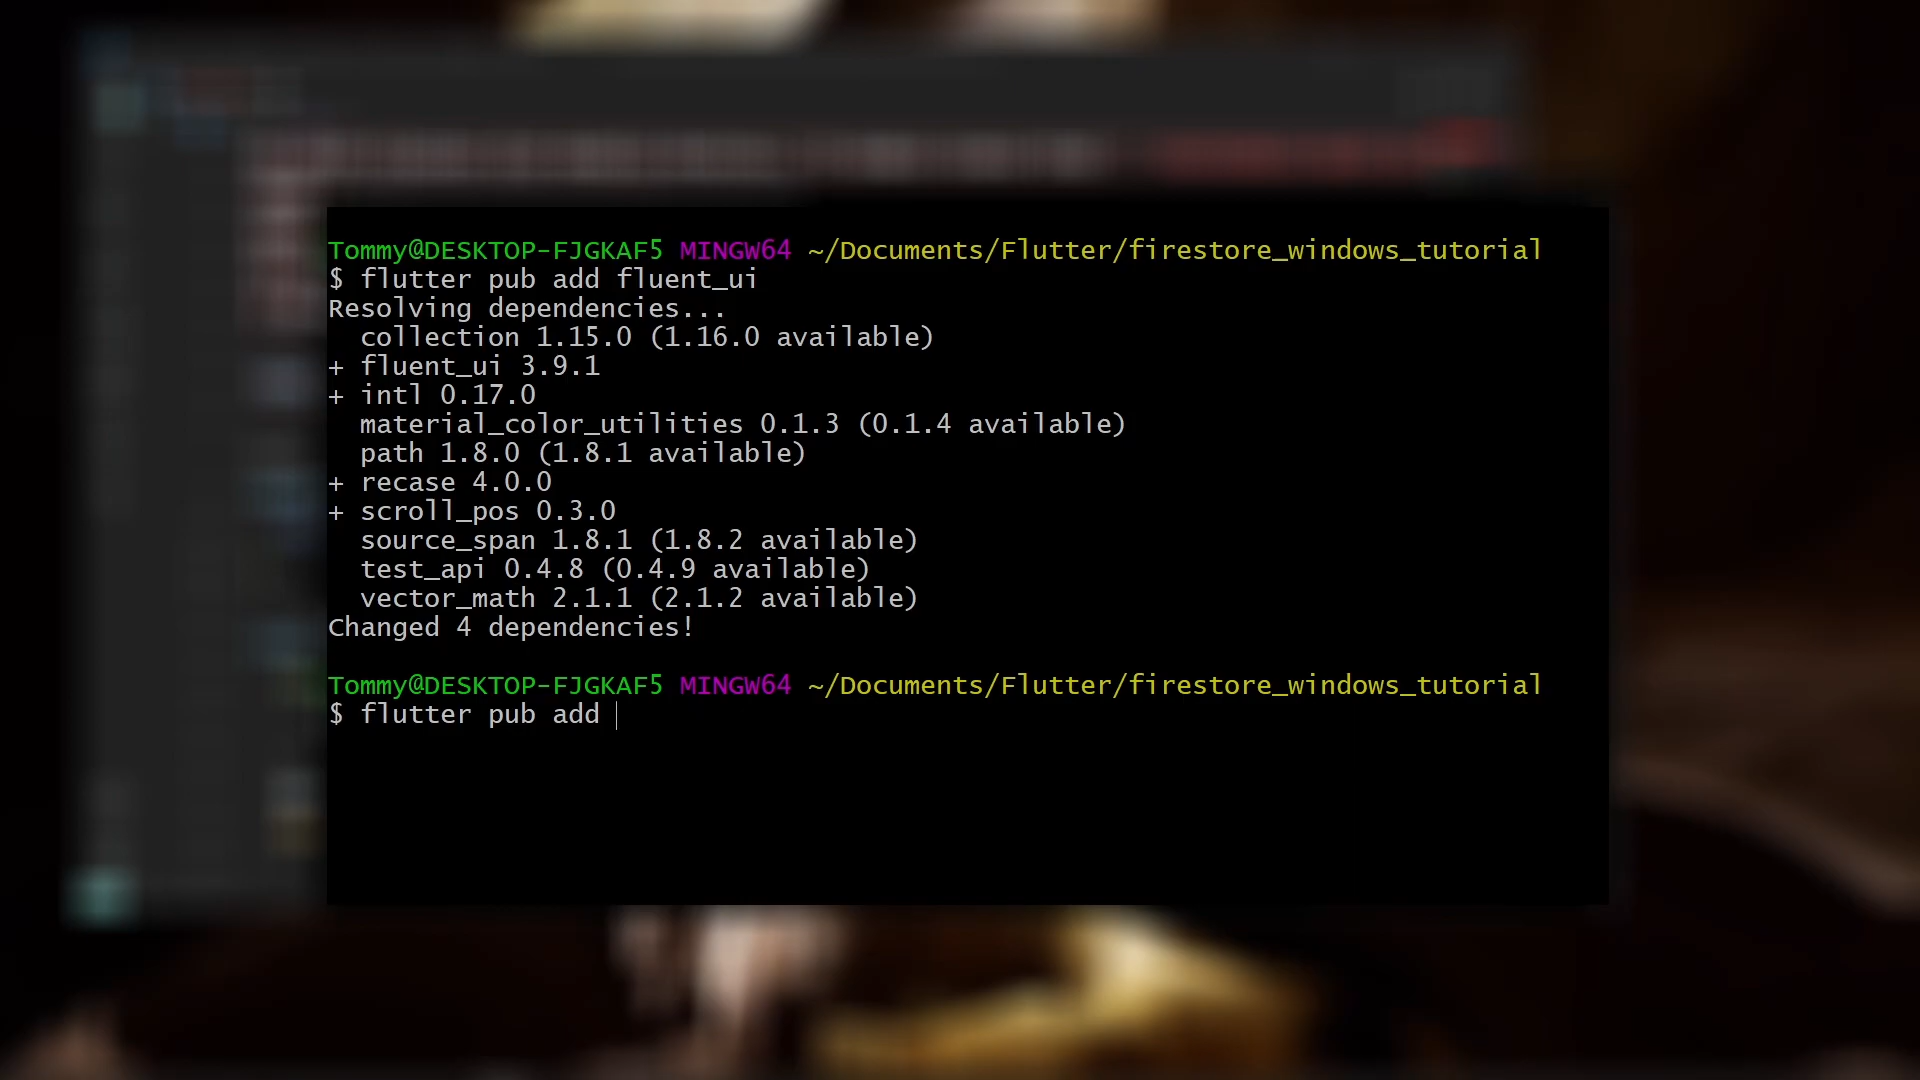 Tommy@DESKTOP-FJGKAF5 MINGW64 ~/Documents/Flutter/firestore_windows_tutorial
$ flutter pub add fluent_ui
Resolving dependencies...
  collection 1.15.0 (1.16.0 available)
+ fluent_ui 3.9.1
+ intl 0.17.0
  material_color_utilities 0.1.3 (0.1.4 available)
  path 1.8.0 (1.8.1 available)
+ recase 4.0.0
+ scroll_pos 0.3.0
  source_span 1.8.1 (1.8.2 available)
  test_api 0.4.8 (0.4.9 available)
  vector_math 2.1.1 (2.1.2 available)
Changed 4 dependencies!
Tommy@DESKTOP-FJGKAF5 MINGW64 ~/Documents/Flutter/firestore_windows_tutorial
$ flutter pub add